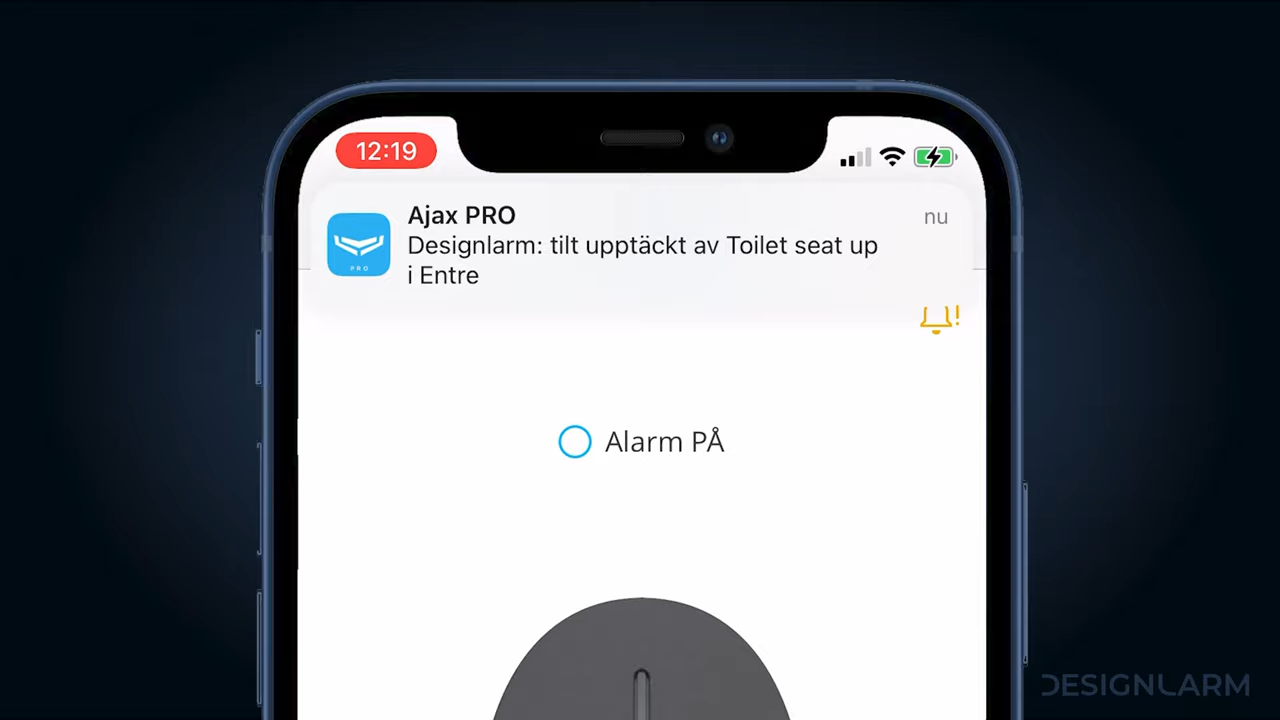 12:19
Ajax PRO
nu
Designlarm: tilt upptäckt av Toilet seat up
i Entre
PRO
Alarm PÅ
DESIGNLARM